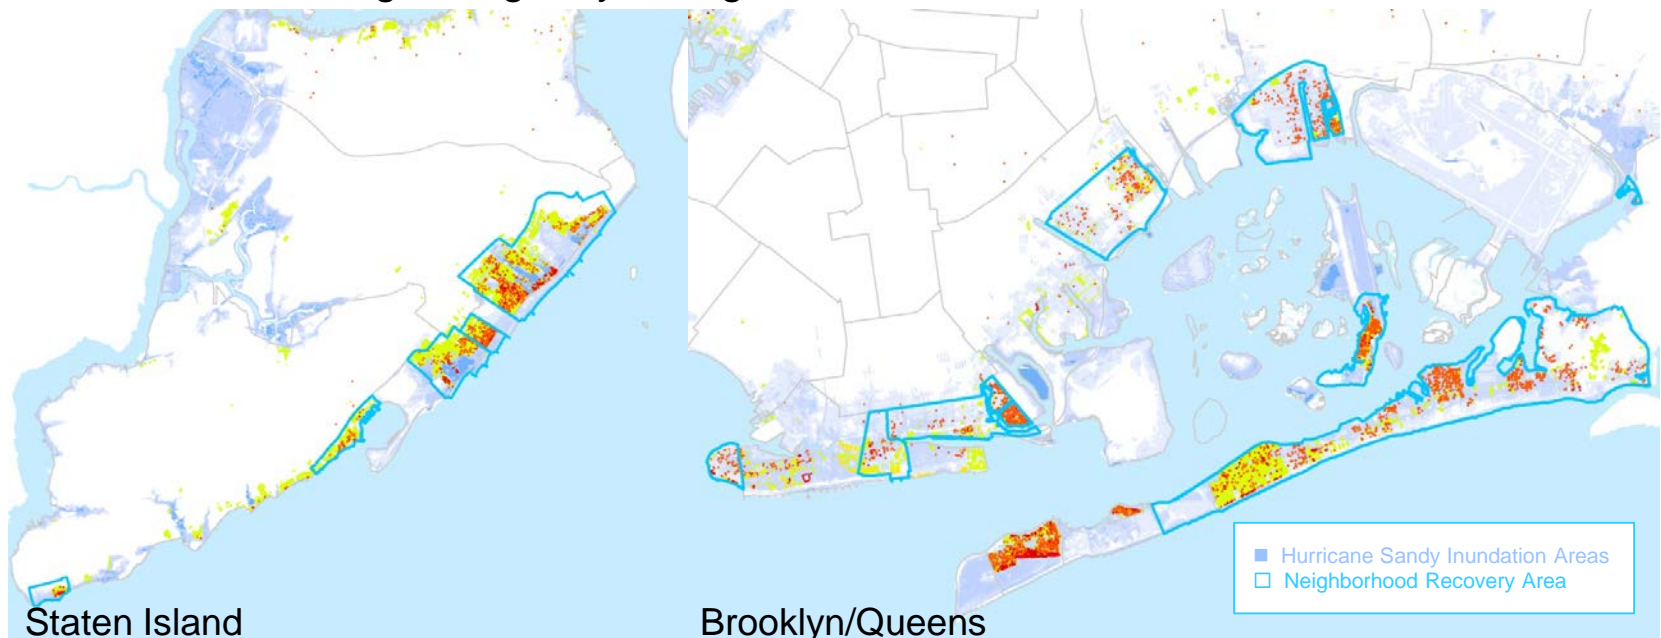 Staten Island
Brooklyn/Queens
Hurricane Sandy Inundation Areas
Neighborhood Recovery Area